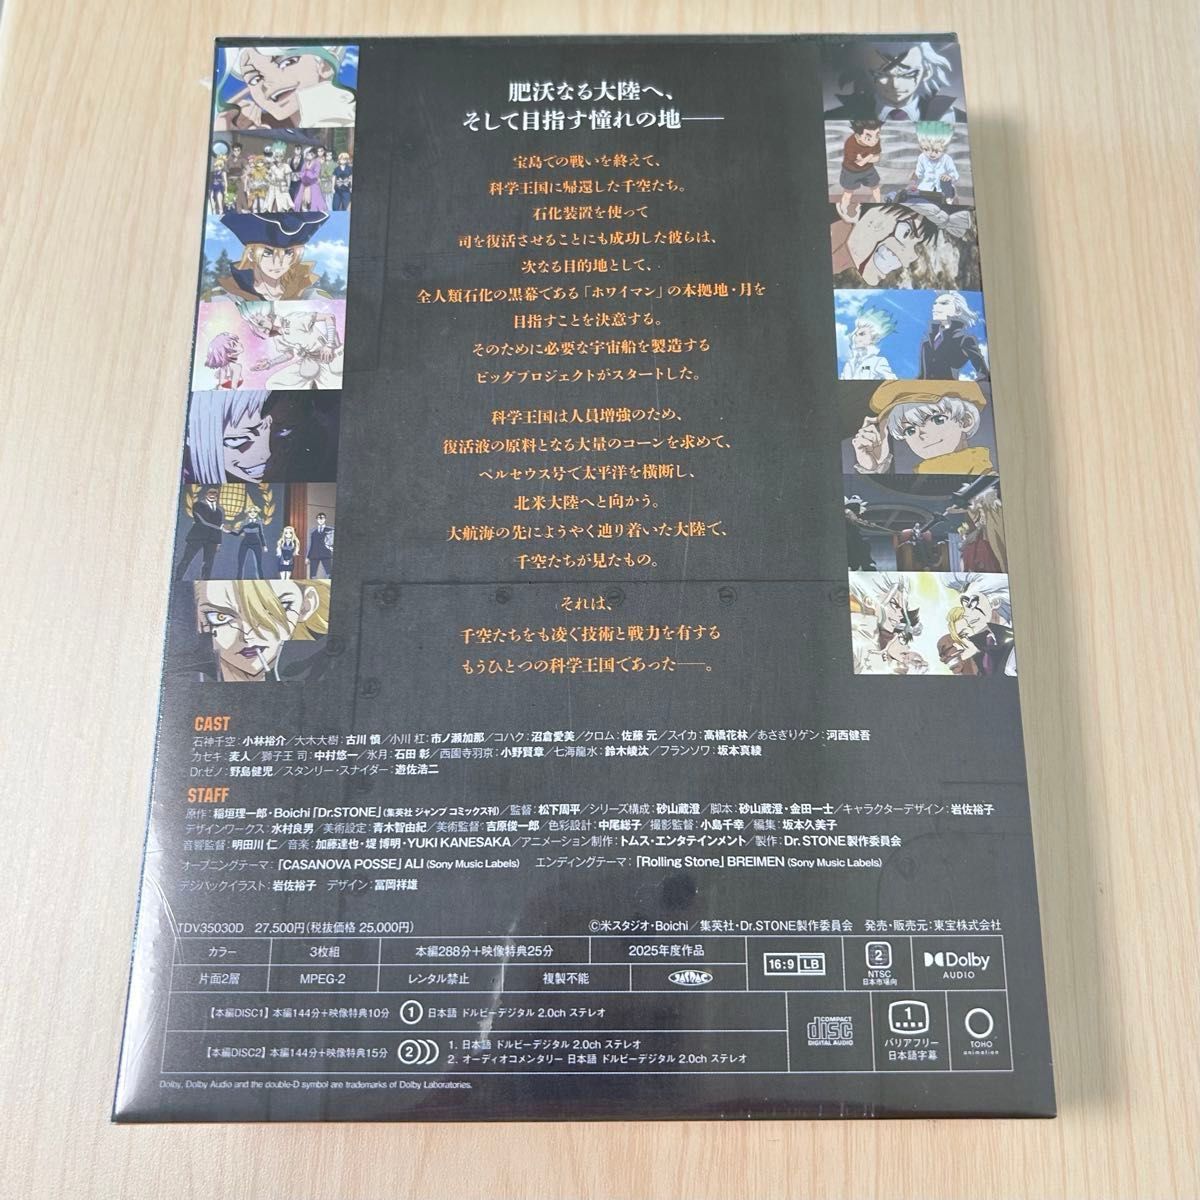 肥沃なる大陸へ、
そして目指す憧れの地──
宝島での戦いを終えて、
科学王国に帰還した千空たち。
石化装置を使って
司を復活させることにも成功した彼らは、
次なる目的地として、
全人類石化の黒幕である「ホワイマン」の本拠地・月を
目指すことを決意する。
そのために必要な宇宙船を製造する
ビッグプロジェクトがスタートした。
科学王国は人員増強のため、
復活液の原料となる大量のコーンを求めて、
ペルセウス号で太平洋を横断し、
北米大陸へと向かう。
大航海の先にようやく辿り着いた大陸で、
千空たちが見たもの。
それは、
千空たちをも凌ぐ技術と戦力を有する
もうひとつの科学王国であった──。
CAST
石神千空：小林裕介／大木大樹：古川 慎／小川 杠：市ノ瀬加那／コハク：沼倉愛美／クロム：佐藤 元／スイカ：高橋花林／あさぎりゲン：河西健吾
カセキ：麦人／獅子王 司：中村悠一／氷月：石田 彰／西園寺羽京：小野賢章／七海龍水：鈴木崚汰／フランソワ：坂本真綾
Dr.ゼノ：野島健児／スタンリー・スナイダー：遊佐浩二
STAFF
原作：稲垣理一郎・Boichi「Dr.STONE」（集英社 ジャンプ コミックス刊）／監督：松下周平／シリーズ構成：砂山蔵澄／脚本：砂山蔵澄・金田一士／キャラクターデザイン：岩佐裕子
デザインワークス：水村良男／美術設定：青木智由紀／美術監督：吉原俊一郎／色彩設計：中尾総子／撮影監督：小島千幸／編集：坂本久美子
音響監督：明田川 仁／音楽：加藤達也・堤 博明・YUKI KANESAKA／アニメーション制作：トムス・エンタテインメント／製作：Dr.STONE製作委員会
オープニングテーマ：「CASANOVA POSSE」ALI (Sony Music Labels)　エンディングテーマ：「Rolling Stone」BREIMEN (Sony Music Labels)
デジパックイラスト：岩佐裕子　デザイン：冨岡祥雄
TDV35030D　27,500円（税抜価格 25,000円）
©米スタジオ・Boichi／集英社・Dr.STONE製作委員会　発売・販売元：東宝株式会社
カラー　3枚組　本編288分＋映像特典25分　2025年度作品
片面2層　MPEG-2　レンタル禁止　複製不能
16:9 LB
2
NTSC
日本市場向
Dolby
AUDIO
【本編DISC1】本編144分＋映像特典10分　1 日本語 ドルビーデジタル 2.0ch ステレオ
【本編DISC2】本編144分＋映像特典15分　2
1. 日本語 ドルビーデジタル 2.0ch ステレオ
2. オーディオコメンタリー 日本語 ドルビーデジタル 2.0ch ステレオ
COMPACT
disc
DIGITAL AUDIO
1
バリアフリー
日本語字幕
TOHO
animation
Dolby, Dolby Audio and the double-D symbol are trademarks of Dolby Laboratories.